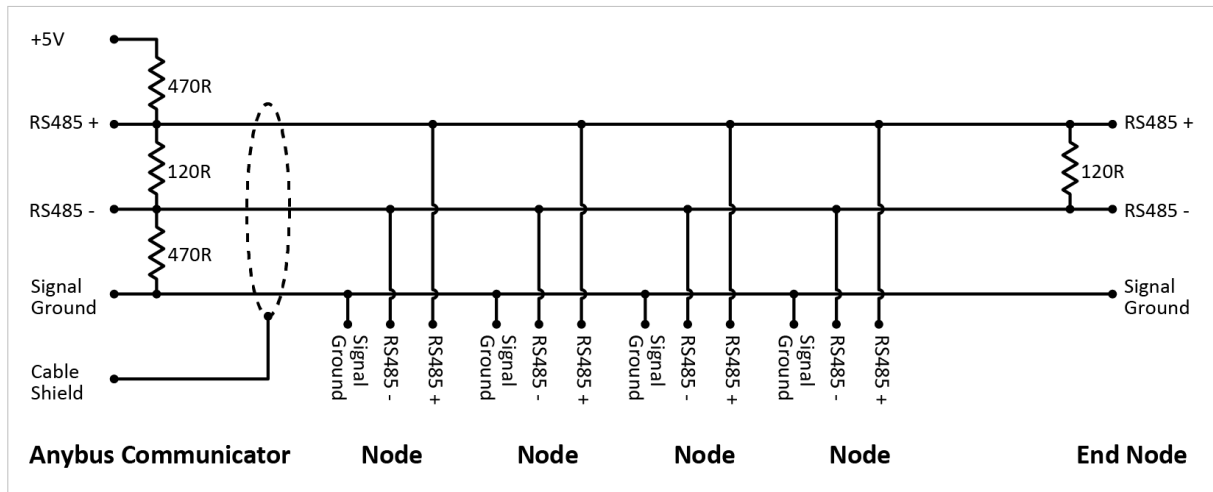 +5V
470R
RS485 +
RS485 +
120R
120R
RS485 -
RS485 -
470R
Signal
Ground
Signal
Ground
Cable
Shield
Signal
Ground
RS485 -
RS485 +
Signal
Ground
RS485 -
RS485 +
Signal
Ground
RS485 -
RS485 +
Signal
Ground
RS485 -
RS485 +
Anybus Communicator
Node
Node
Node
Node
End Node